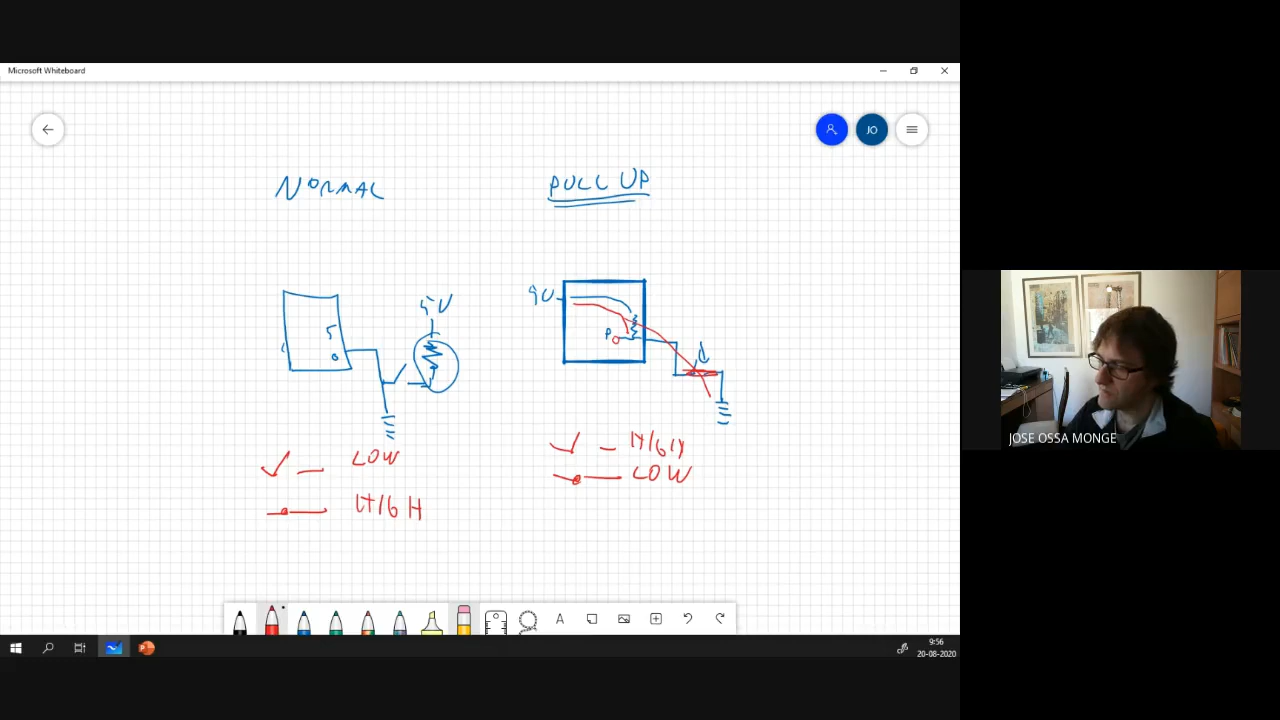 Microsoft Whiteboard
JO
NORMAL
PULL UP
5V
5
9V
P
LOW
HIGH
HIGH
LOW
JOSE OSSA MONGE
A
9:56
20-08-2020